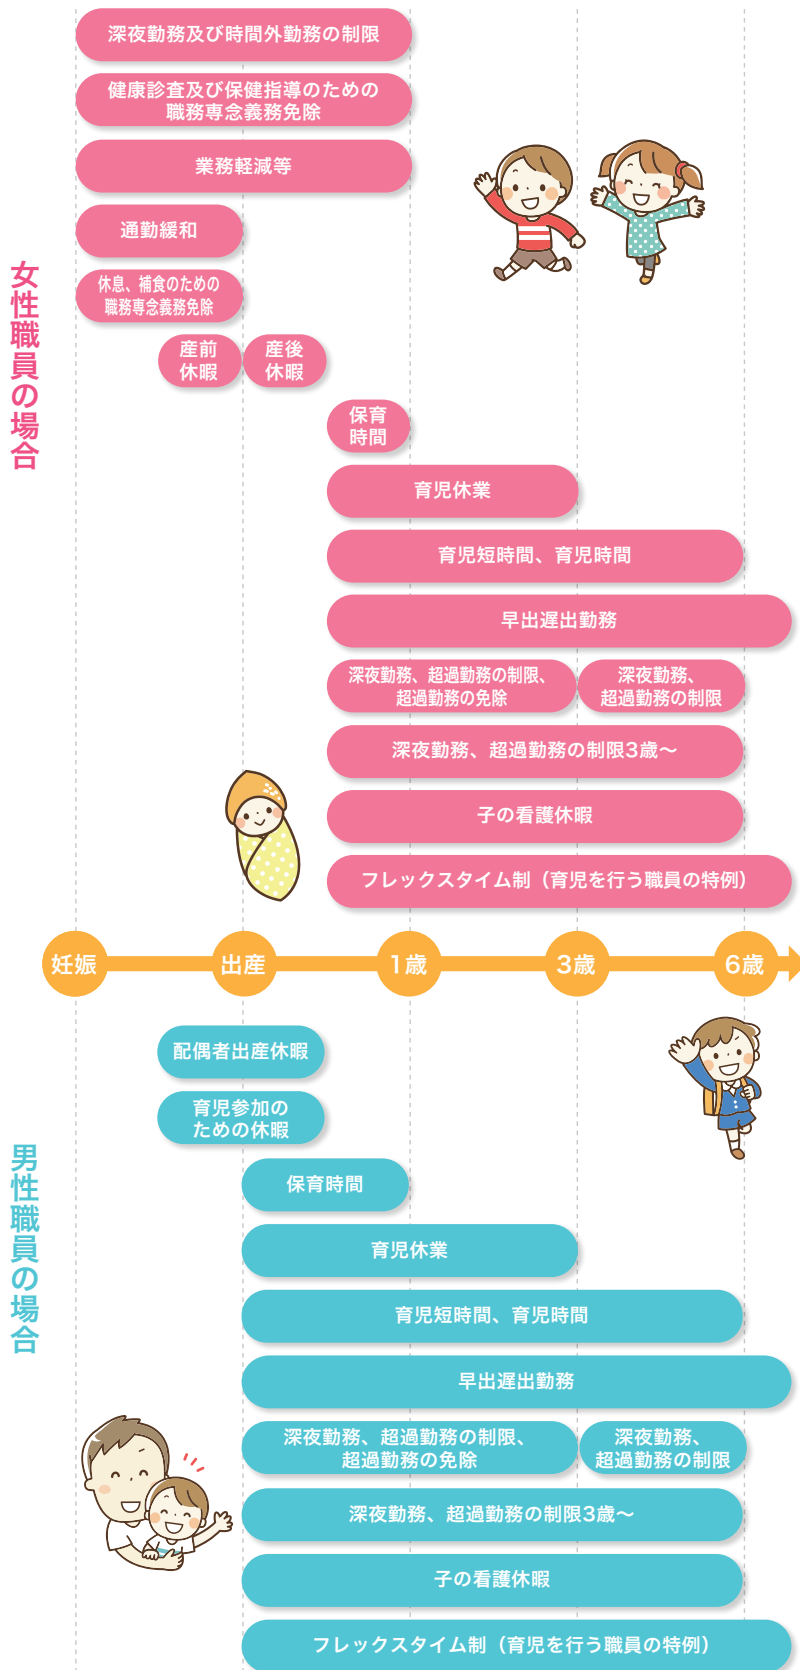 女性職員の場合
深夜勤務及び時間外勤務の制限
健康診査及び保健指導のための
職務専念義務免除
業務軽減等
通勤緩和
休息、補食のための
職務専念義務免除
産前
休暇
産後
休暇
保育
時間
育児休業
育児短時間、育児時間
早出遅出勤務
深夜勤務、超過勤務の制限、
超過勤務の免除
深夜勤務、
超過勤務の制限
深夜勤務、超過勤務の制限3歳〜
子の看護休暇
フレックスタイム制（育児を行う職員の特例）
妊娠
出産
1歳
3歳
6歳
男性職員の場合
配偶者出産休暇
育児参加の
ための休暇
保育時間
育児休業
育児短時間、育児時間
早出遅出勤務
深夜勤務、超過勤務の制限、
超過勤務の免除
深夜勤務、
超過勤務の制限
深夜勤務、超過勤務の制限3歳〜
子の看護休暇
フレックスタイム制（育児を行う職員の特例）